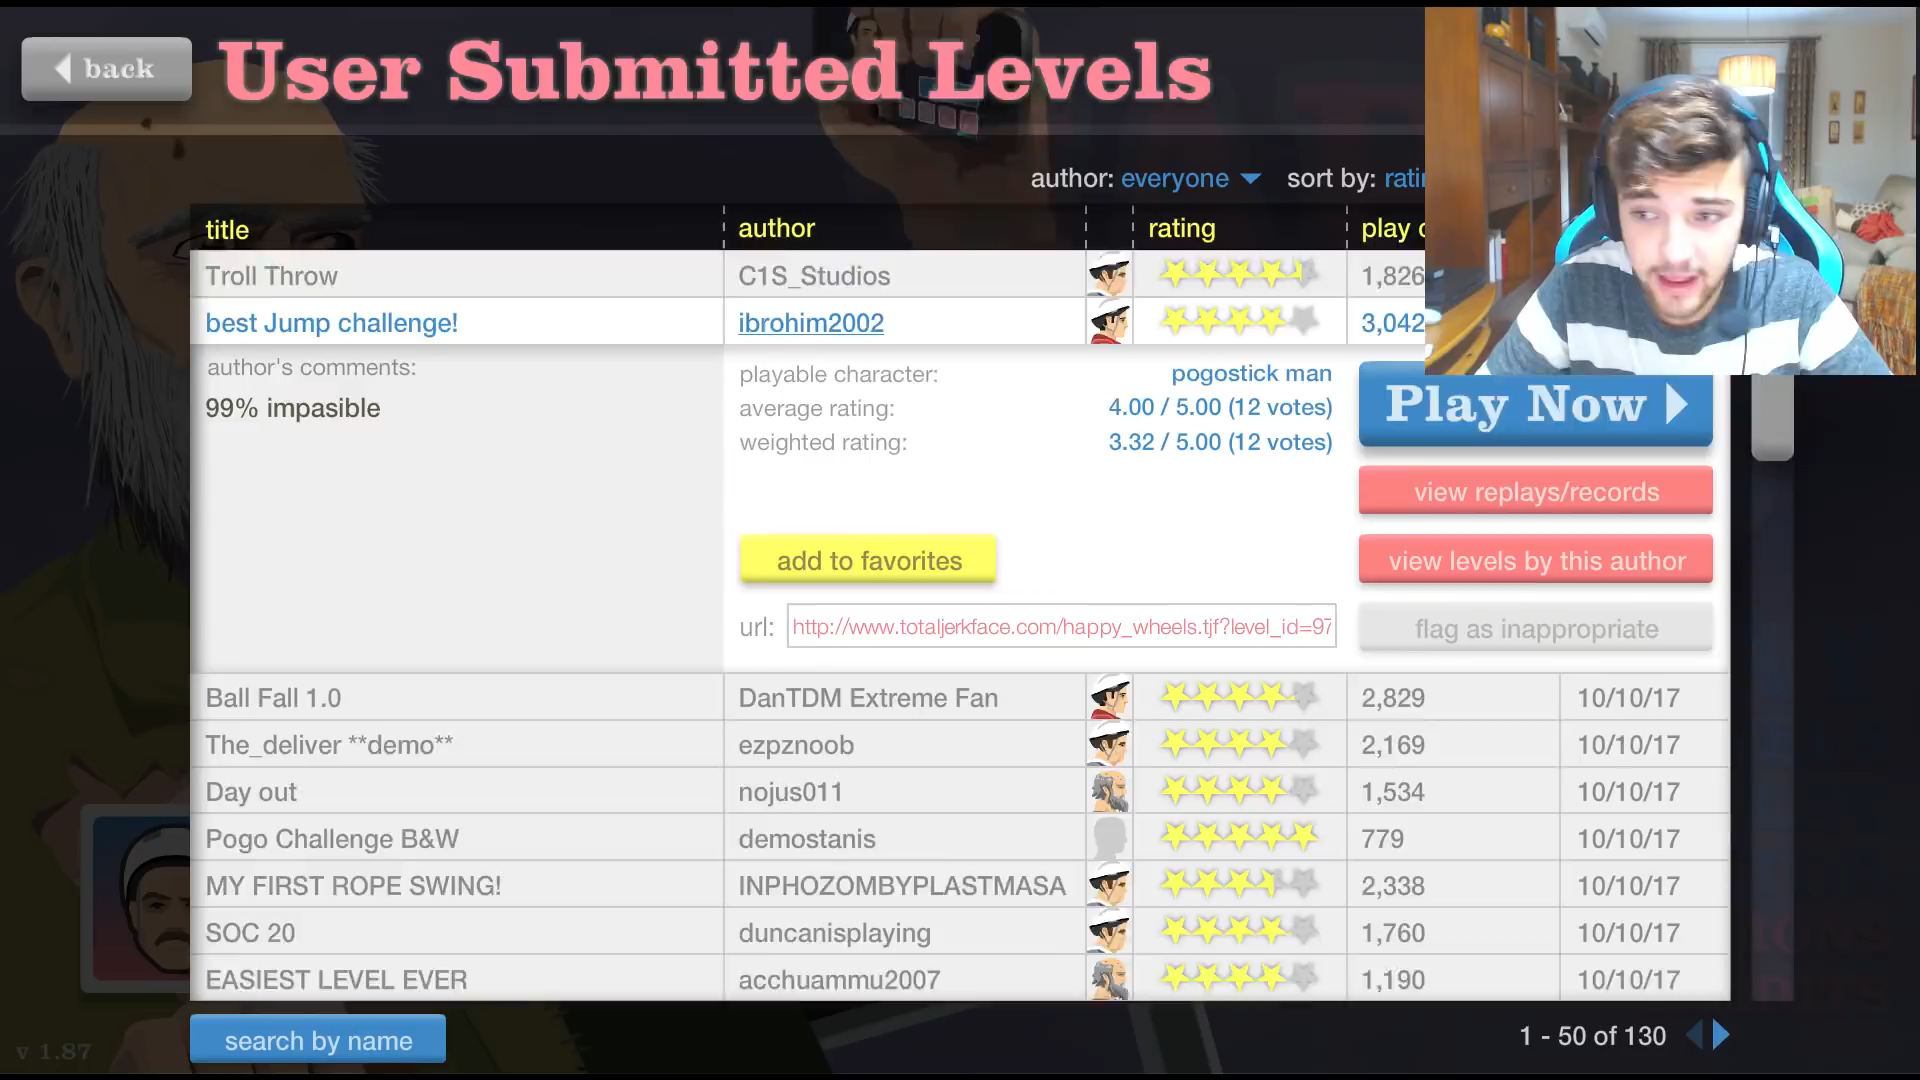 back
User Submitted Levels
author: everyone
sort by:
title
author
rating
play
Troll Throw
C1S_Studios
1,826
best Jump challenge!
ibrohim2002
3,042
author's comments:
99% impasible
playable character:
pogostick man
average rating:
4.00 / 5.00 (12 votes)
weighted rating:
3.32 / 5.00 (12 votes)
Play Now
view replays/records
add to favorites
view levels by this author
url:
http://www.totaljerkface.com/happy_wheels.tjf?level_id=97
flag as inappropriate
Ball Fall 1.0
DanTDM Extreme Fan
2,829
10/10/17
The_deliver **demo**
ezpznoob
2,169
10/10/17
Day out
nojus011
1,534
10/10/17
Pogo Challenge B&W
demostanis
779
10/10/17
MY FIRST ROPE SWING!
INPHOZOMBYPLASTMASA
2,338
10/10/17
SOC 20
duncanisplaying
1,760
10/10/17
EASIEST LEVEL EVER
acchuammu2007
1,190
10/10/17
search by name
1 - 50 of 130
v 1.87